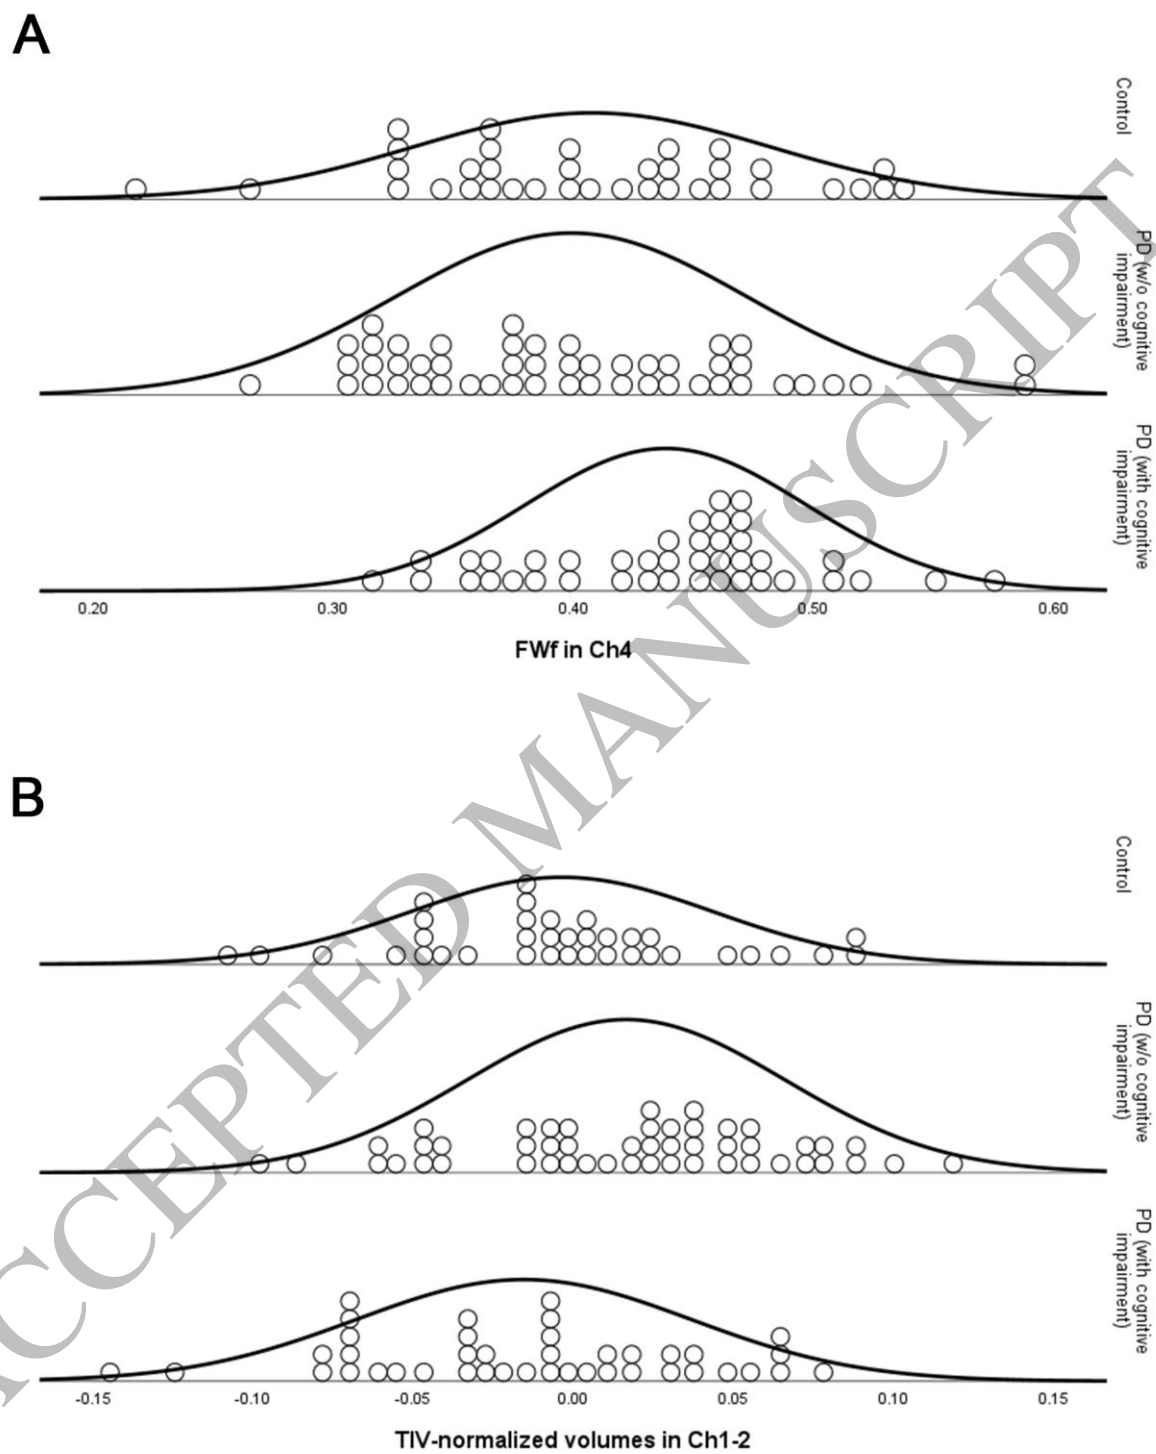 A
Control
PD (w/o cognitive
impairment)
PD (with cognitive
impairment)
0.20 0.30 0.40 0.50 0.60
FWf in Ch4
B
Control
PD (w/o cognitive
impairment)
PD (with cognitive
impairment)
-0.15 -0.10 -0.05 0.00 0.05 0.10 0.15
TIV-normalized volumes in Ch1-2
ACCEPTED MANUSCRIPT